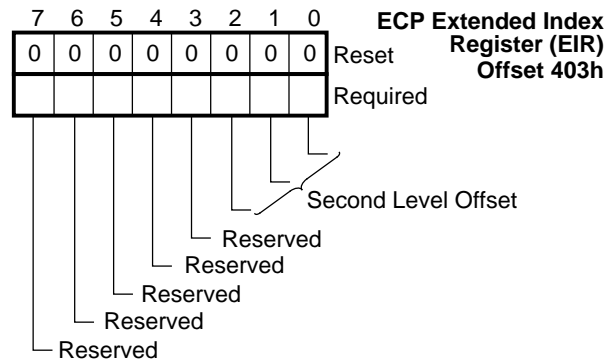 7 6 5 4 3 2 1 0
ECP Extended Index
Register (EIR)
Offset 403h
0 0 0 0 0 0 0 0 Reset
Required
Second Level Offset
Reserved
Reserved
Reserved
Reserved
Reserved